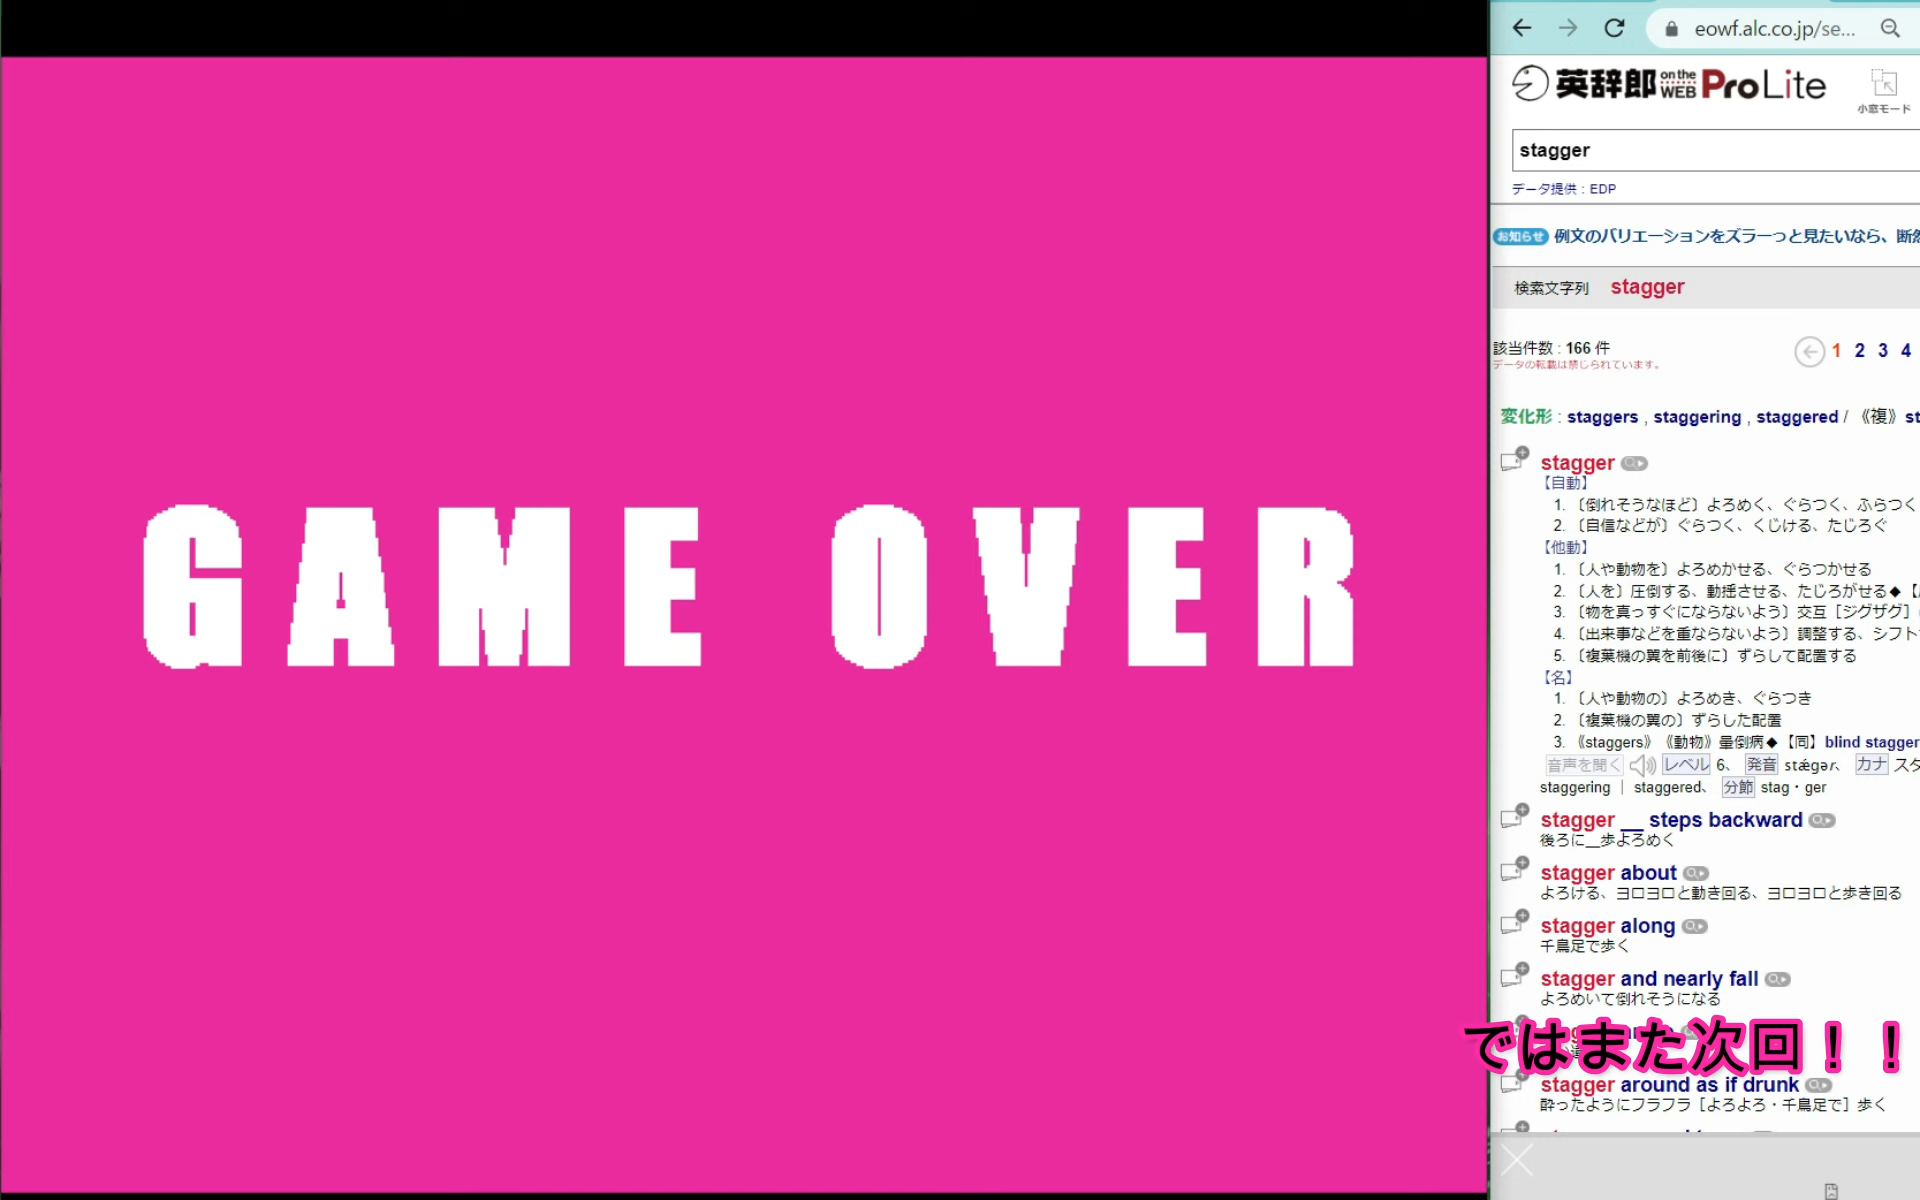 GAME OVER
eowf.alc.co.jp/se...
英辞郎 on the WEB Pro Lite
小窓モード
stagger
データ提供 : EDP
お知らせ 例文のバリエーションをズラーっと見たいなら、断
検索文字列 stagger
該当件数 : 166 件
1 2 3 4
データの転載は禁じられています。
変化形 : staggers , staggering , staggered / 《複》 st
stagger
【自動】
1. 〔倒れそうなほど〕よろめく、ぐらつく、ふらつく
2. 〔自信などが〕ぐらつく、くじける、たじろぐ
【他動】
1. 〔人や動物を〕よろめかせる、ぐらつかせる
2. 〔人を〕圧倒する、動揺させる、たじろがせる◆【
3. 〔物を真っすぐにならないよう〕交互［ジグザグ］
4. 〔出来事などを重ならないよう〕調整する、シフト
5. 〔複葉機の翼を前後に〕ずらして配置する
【名】
1. 〔人や動物の〕よろめき、ぐらつき
2. 〔複葉機の翼の〕ずらした配置
3. 《staggers》《動物》暈倒病◆【同】blind stagger
音声を聞く レベル 6、 発音 stǽgər、 カナ スタ
staggering ｜ staggered、 分節 stag・ger
stagger __ steps backward
後ろに__歩よろめく
stagger about
よろける、ヨロヨロと動き回る、ヨロヨロと歩き回る
stagger along
千鳥足で歩く
stagger and nearly fall
よろめいて倒れそうになる
ではまた次回！！
stagger around as if drunk
酔ったようにフラフラ［よろよろ・千鳥足で］歩く